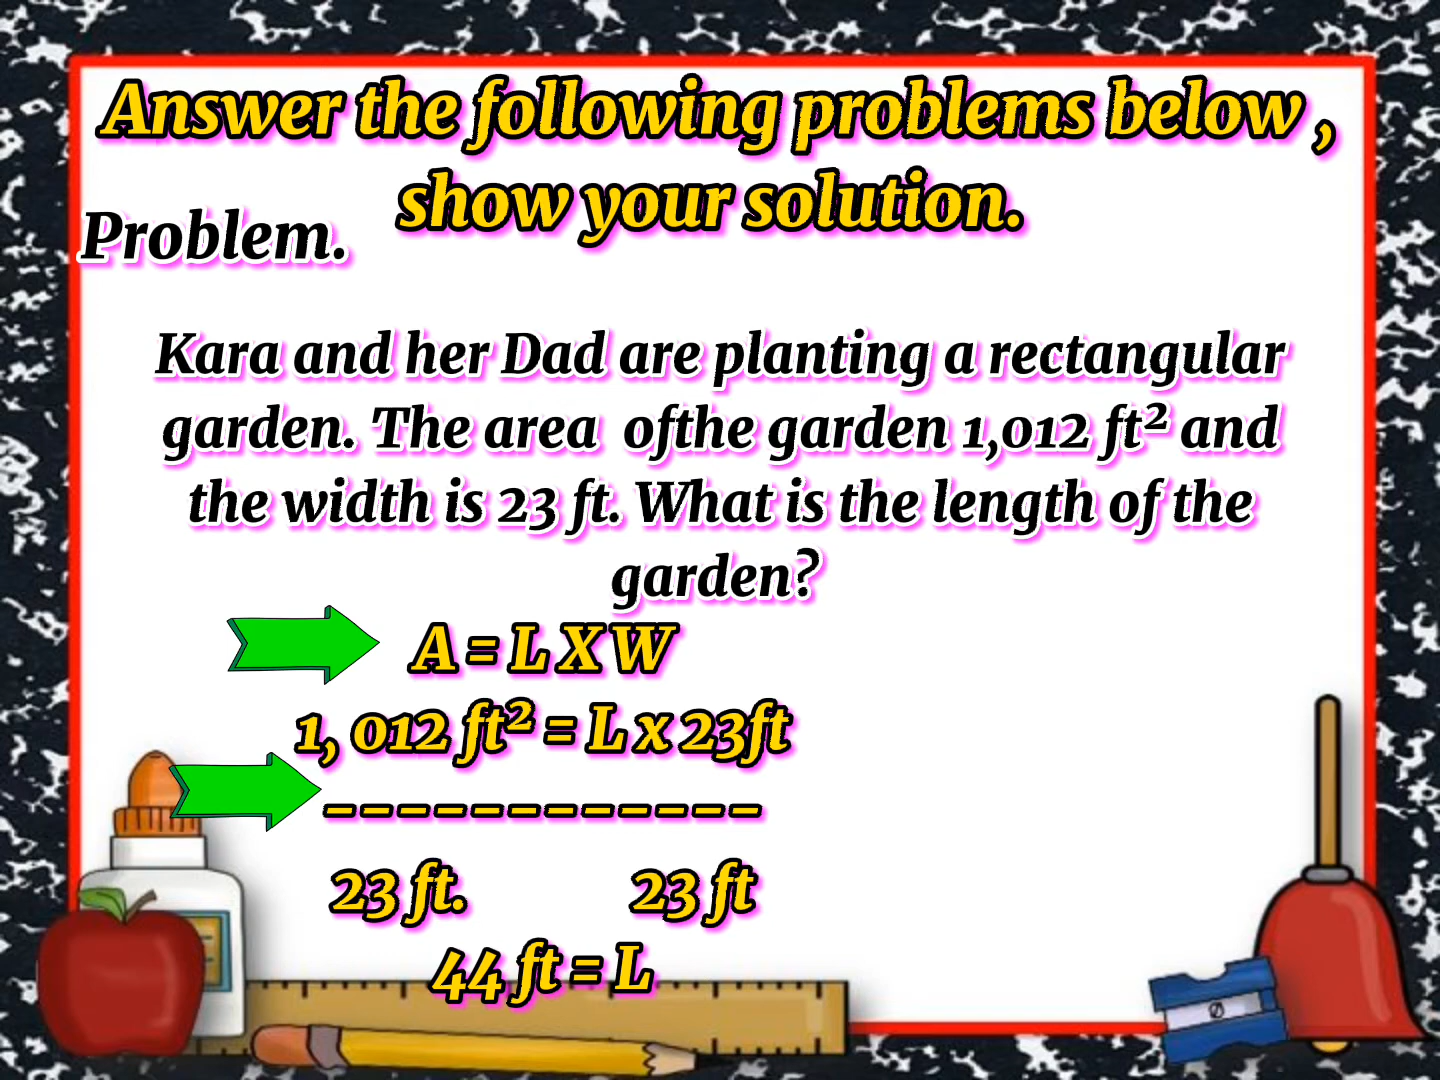 Answer the following problems below ,
show your solution.
Problem.
Kara and her Dad are planting a rectangular
garden. The area ofthe garden 1,012 ft² and
the width is 23 ft. What is the length of the
garden?
A = L X W
1, 012 ft² = L x 23ft
____________
23 ft. 23 ft
44 ft = L